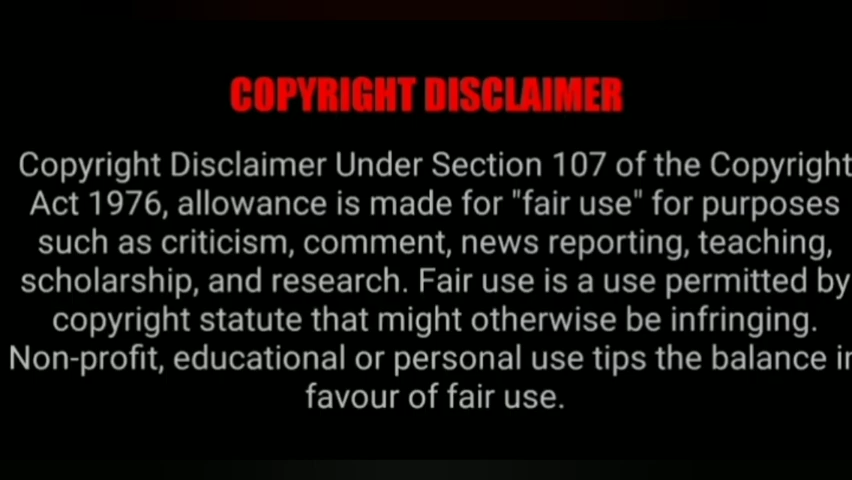 COPYRIGHT DISCLAIMER
Copyright Disclaimer Under Section 107 of the Copyright
Act 1976, allowance is made for "fair use" for purposes
such as criticism, comment, news reporting, teaching,
scholarship, and research. Fair use is a use permitted by
copyright statute that might otherwise be infringing.
Non-profit, educational or personal use tips the balance in
favour of fair use.